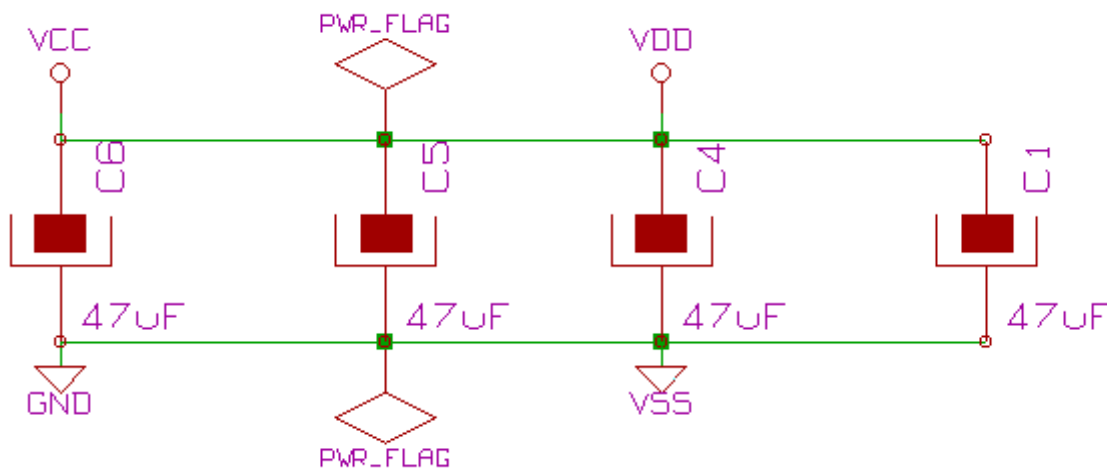 PWR_FLAG
VCC
VDD
C6
C5
C4
C1
47uF
47uF
47uF
47uF
GND
VSS
PWR_FLAG